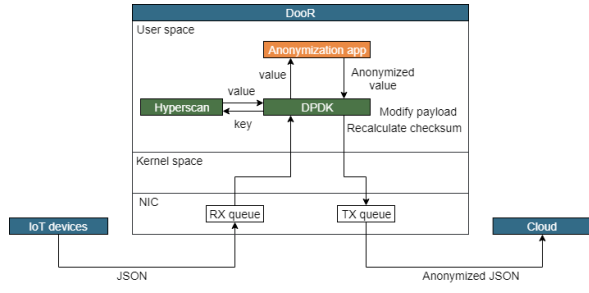 DooR
User space
Anonymization app
value
Anonymized
value
value
Hyperscan
DPDK
key
Modify payload
Recalculate checksum
Kernel space
NIC
RX queue
TX queue
IoT devices
Cloud
JSON
Anonymized JSON